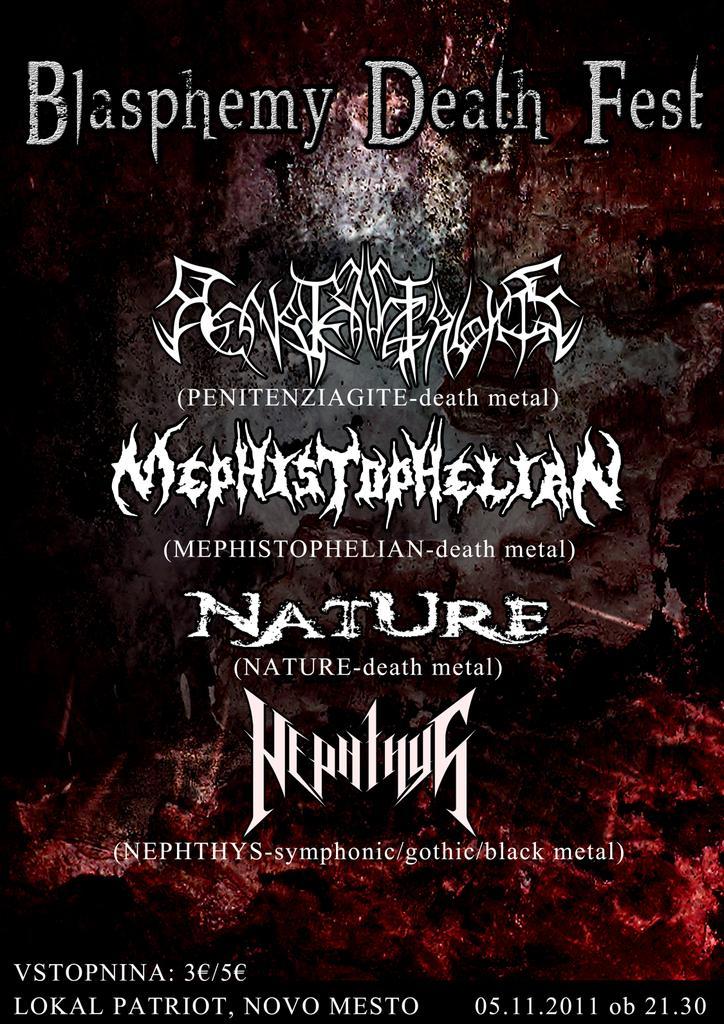 Blasphemy Death Fest
PENITENZIAGITE
(PENITENZIAGITE-death metal)
MEPHISTOPHELIAN
(MEPHISTOPHELIAN-death metal)
NATURE
(NATURE-death metal)
NEPHTHYS
(NEPHTHYS-symphonic/gothic/black metal)
VSTOPNINA: 3€/5€
LOKAL PATRIOT, NOVO MESTO 05.11.2011 ob 21.30